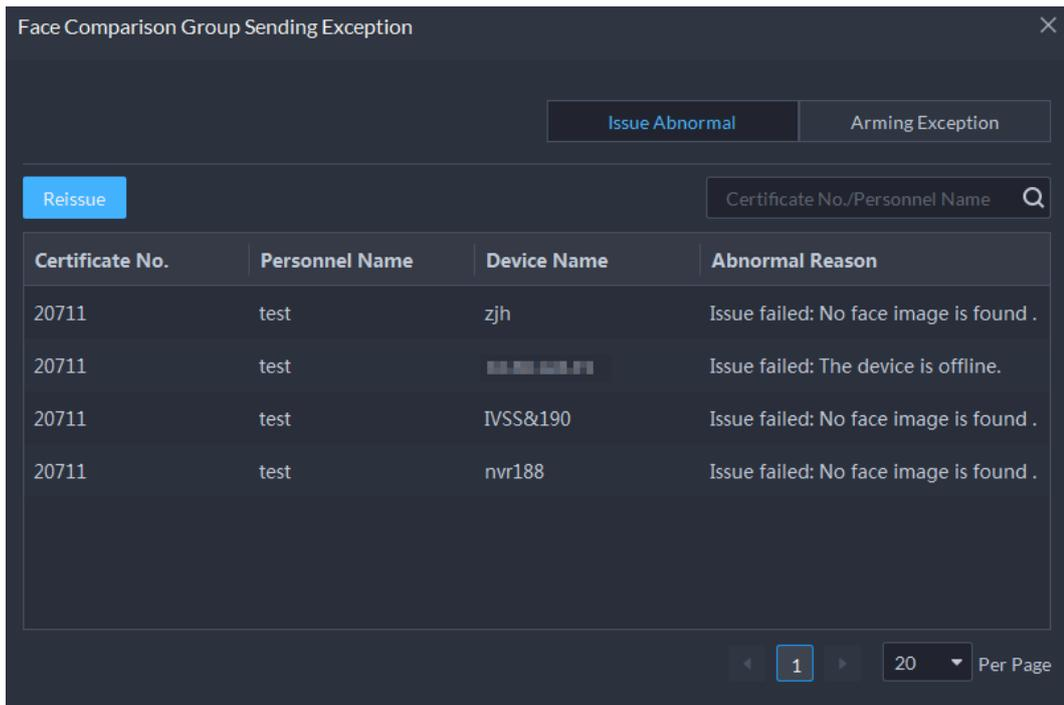 Face Comparison Group Sending Exception
Issue Abnormal Arming Exception
Reissue Certificate No./Personnel Name
Certificate No. Personnel Name Device Name Abnormal Reason
20711 test zjh Issue failed: No face image is found .
20711 test Issue failed: The device is offline.
20711 test IVSS&190 Issue failed: No face image is found .
20711 test nvr188 Issue failed: No face image is found .
1 20 Per Page